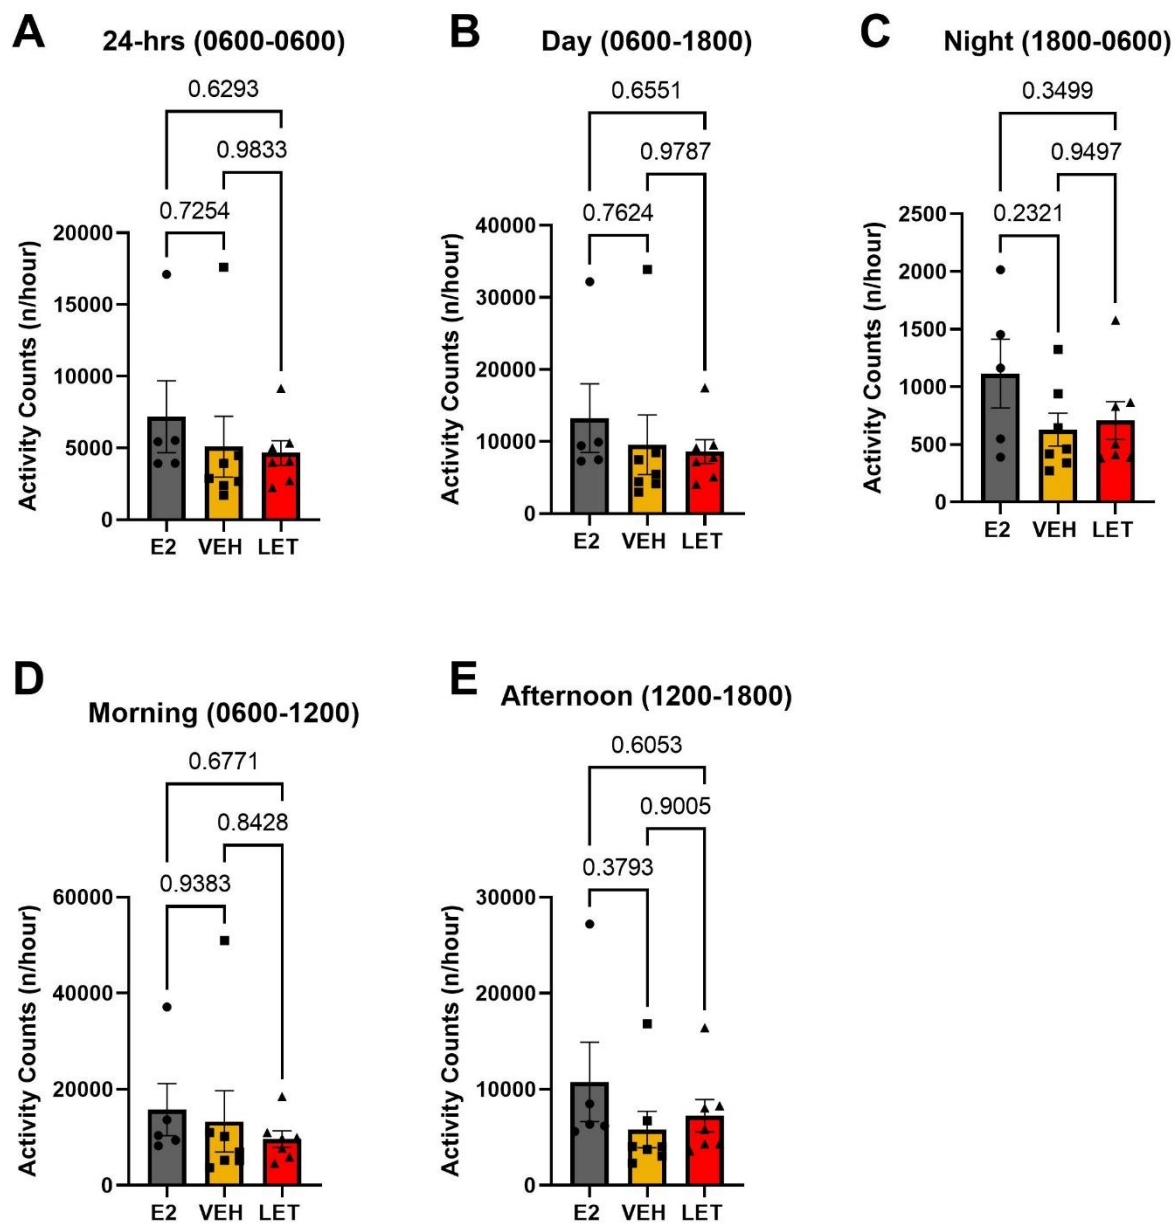 A 24-hrs (0600-0600)
0.6293
0.9833
0.7254
20000
15000
10000
5000
0
Activity Counts (n/hour)
E2 VEH LET
B Day (0600-1800)
0.6551
0.9787
0.7624
40000
30000
20000
10000
0
Activity Counts (n/hour)
E2 VEH LET
C Night (1800-0600)
0.3499
0.9497
0.2321
2500
2000
1500
1000
500
0
Activity Counts (n/hour)
E2 VEH LET
D Morning (0600-1200)
0.6771
0.8428
0.9383
60000
40000
20000
0
Activity Counts (n/hour)
E2 VEH LET
E Afternoon (1200-1800)
0.6053
0.9005
0.3793
30000
20000
10000
0
Activity Counts (n/hour)
E2 VEH LET